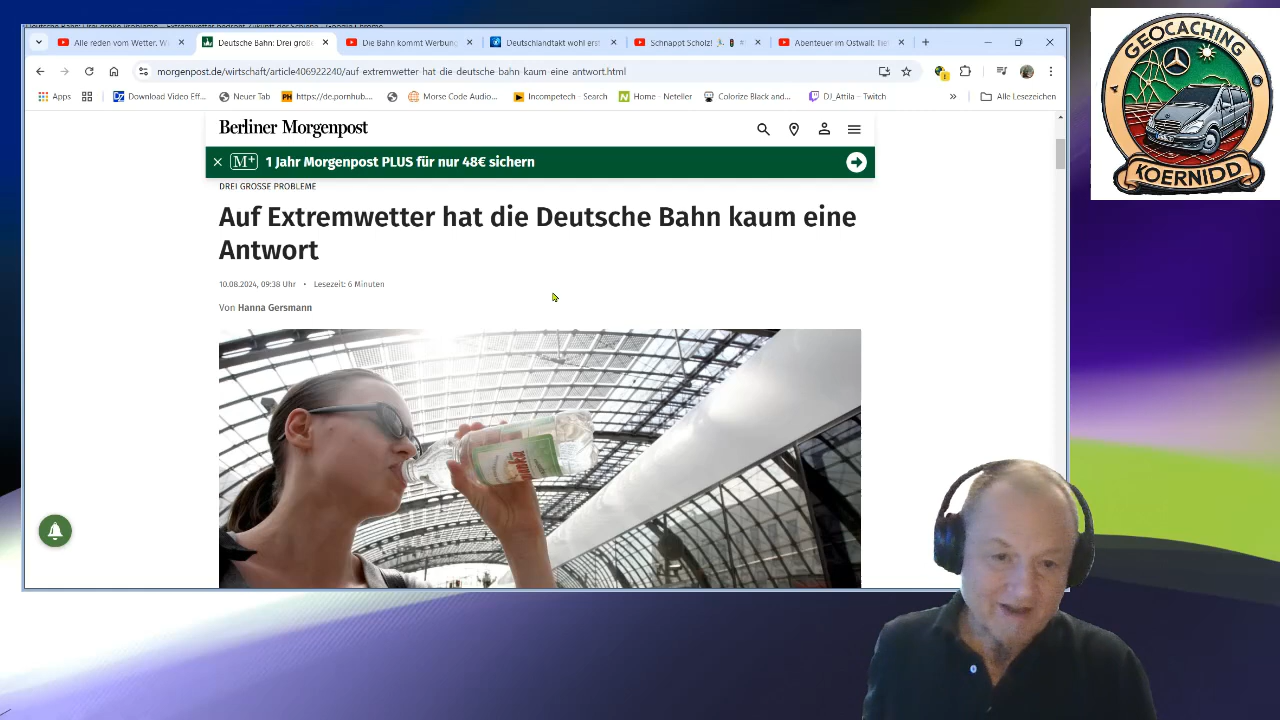 Alle reden vom Wetter. W
Deutsche Bahn: Drei große
Die Bahn kommt
Deutschlandtakt wohl erst
Schnappt Scholz!
Abenteuer im Ostwall:
morgenpost.de/wirtschaft/article406922240/auf-extremwetter-hat-die-deutsche-bahn-kaum-eine-antwort.html
Apps
Download Video Eff...
Neuer Tab
https://de.pornhub....
Morse Code Audio...
Incompetech - Search
Home - Neteller
Colorize Black and...
DJ_Attila – Twitch
»
Alle Lesezeichen
Berliner Morgenpost
M+ 1 Jahr Morgenpost PLUS für nur 48€ sichern
DREI GROSSE PROBLEME
Auf Extremwetter hat die Deutsche Bahn kaum eine
Antwort
10.08.2024, 09:38 Uhr • Lesezeit: 6 Minuten
Von Hanna Gersmann
GEOCACHING
KOERNIDD